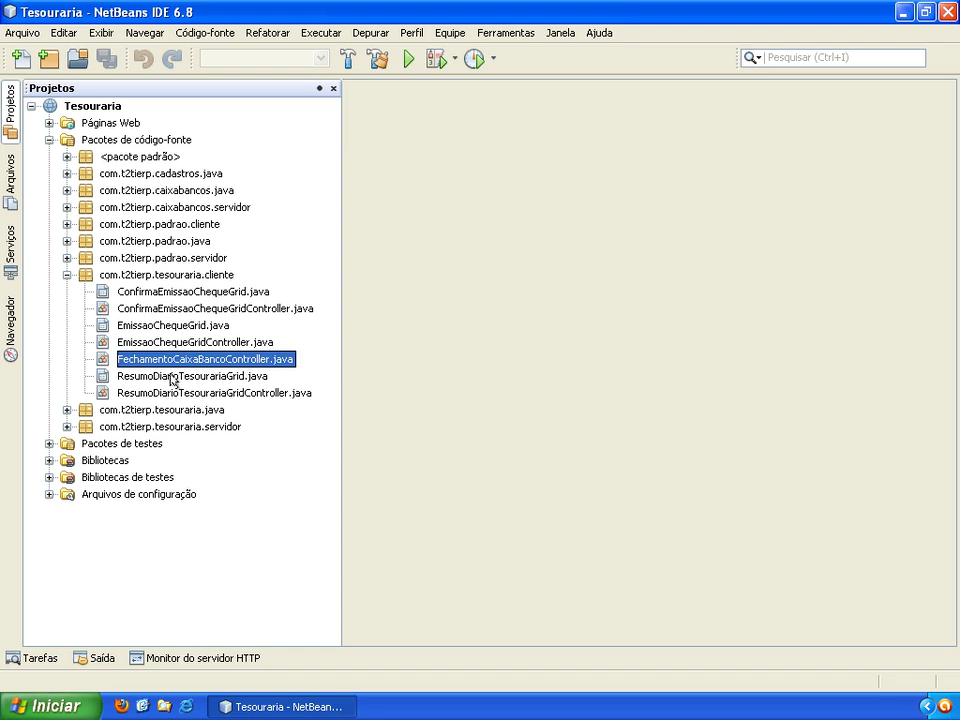 Tesouraria - NetBeans IDE 6.8
Arquivo Editar Exibir Navegar Código-fonte Refatorar Executar Depurar Perfil Equipe Ferramentas Janela Ajuda
Pesquisar (Ctrl+I)
Projetos
Arquivos
Serviços
Navegador
Projetos
Tesouraria
Páginas Web
Pacotes de código-fonte
<pacote padrão>
com.t2tierp.cadastros.java
com.t2tierp.caixabancos.java
com.t2tierp.caixabancos.servidor
com.t2tierp.padrao.cliente
com.t2tierp.padrao.java
com.t2tierp.padrao.servidor
com.t2tierp.tesouraria.cliente
ConfirmaEmissaoChequeGrid.java
ConfirmaEmissaoChequeGridController.java
EmissaoChequeGrid.java
EmissaoChequeGridController.java
FechamentoCaixaBancoController.java
ResumoDiarioTesourariaGrid.java
ResumoDiarioTesourariaGridController.java
com.t2tierp.tesouraria.java
com.t2tierp.tesouraria.servidor
Pacotes de testes
Bibliotecas
Bibliotecas de testes
Arquivos de configuração
Tarefas Saída Monitor do servidor HTTP
Iniciar Tesouraria - NetBean...